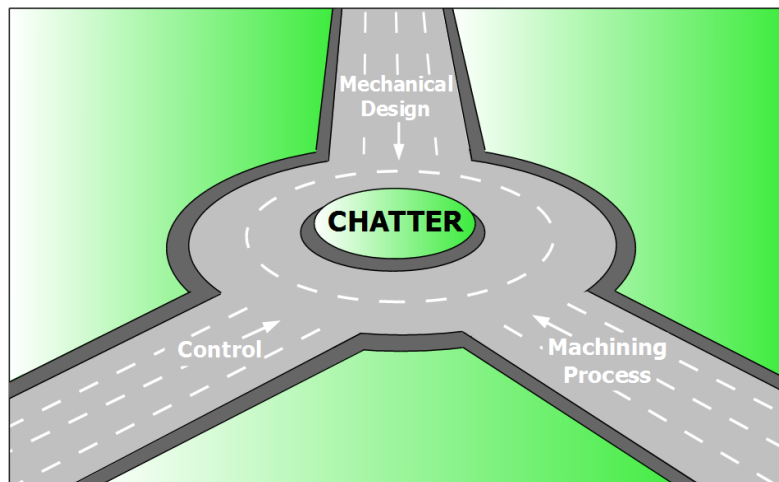 Mechanical
Design
CHATTER
Control
Machining
Process